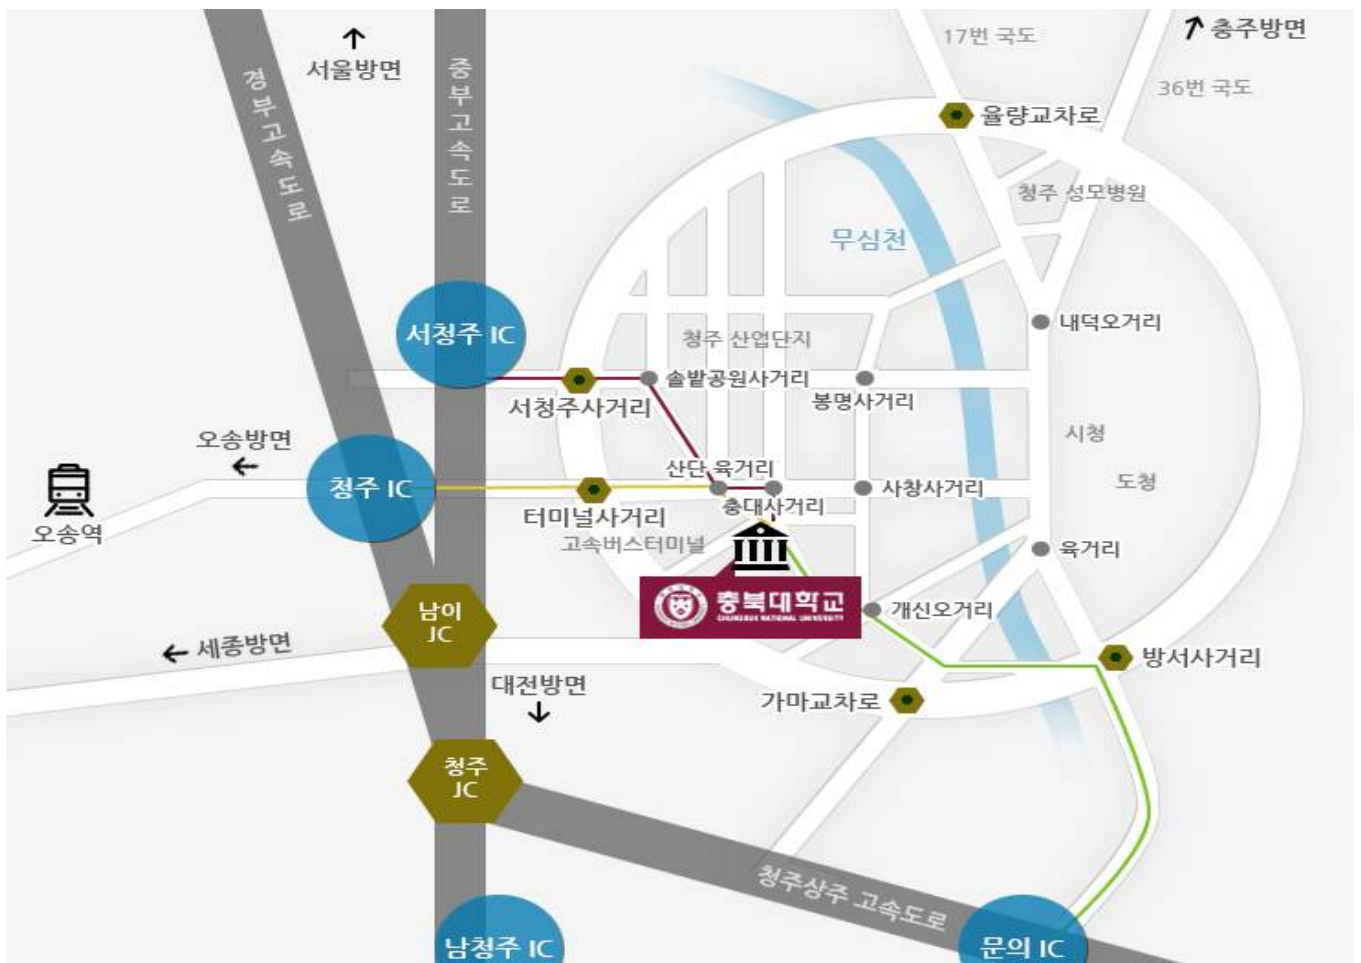 17번 국도
충주방면
서울방면
경부고속도로
중부고속도로
36번 국도
율량교차로
청주 성모병원
무심천
서청주 IC
내덕오거리
청주 산업단지
솔밭공원사거리
서청주사거리
봉명사거리
오송방면
시청
산단 육거리
청주 IC
사창사거리
도청
충대사거리
터미널사거리
오송역
고속버스터미널
육거리
충북대학교
CHUNGBUK NATIONAL UNIVERSITY
개신오거리
남이
JC
세종방면
방서사거리
대전방면
가마교차로
청주
JC
청주상주 고속도로
남청주 IC
문의 IC